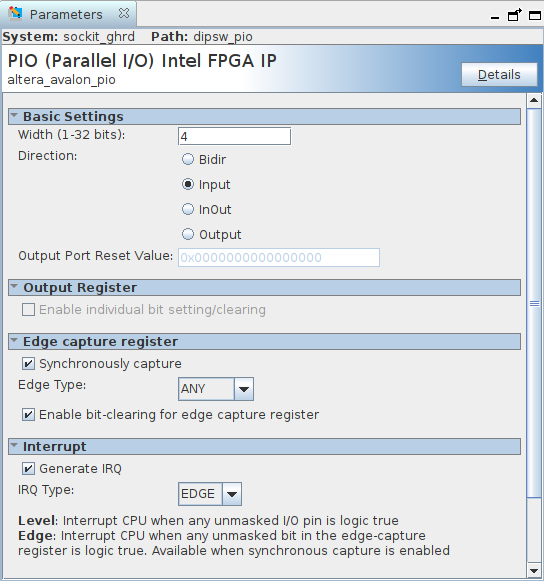 Parameters
System: sockit_ghrd Path: dipsw_pio
PIO (Parallel I/O) Intel FPGA IP
altera_avalon_pio
Details
Basic Settings
Width (1-32 bits): 4
Direction:
Bidir
Input
InOut
Output
Output Port Reset Value: 0x0000000000000000
Output Register
Enable individual bit setting/clearing
Edge capture register
Synchronously capture
Edge Type: ANY
Enable bit-clearing for edge capture register
Interrupt
Generate IRQ
IRQ Type: EDGE
Level: Interrupt CPU when any unmasked I/O pin is logic true
Edge: Interrupt CPU when any unmasked bit in the edge-capture
register is logic true. Available when synchronous capture is enabled